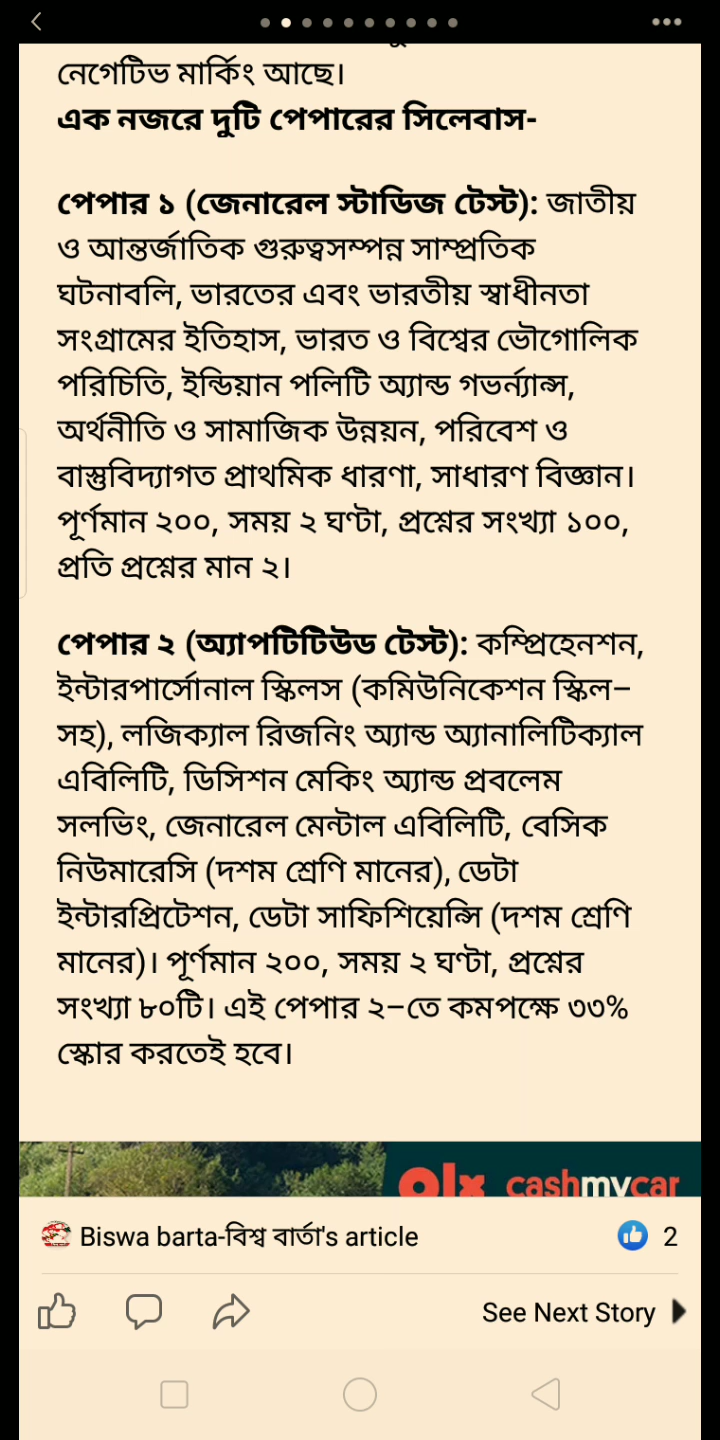 নেগেটিভ মার্কিং আছে।
এক নজরে দুটি পেপারের সিলেবাস-
পেপার ১ (জেনারেল স্টাডিজ টেস্ট): জাতীয়
ও আন্তর্জাতিক গুরুত্বসম্পন্ন সাম্প্রতিক
ঘটনাবলি, ভারতের এবং ভারতীয় স্বাধীনতা
সংগ্রামের ইতিহাস, ভারত ও বিশ্বের ভৌগোলিক
পরিচিতি, ইন্ডিয়ান পলিটি অ্যান্ড গভর্ন্যান্স,
অর্থনীতি ও সামাজিক উন্নয়ন, পরিবেশ ও
বাস্তুবিদ্যাগত প্রাথমিক ধারণা, সাধারণ বিজ্ঞান।
পূর্ণমান ২০০, সময় ২ ঘণ্টা, প্রশ্নের সংখ্যা ১০০,
প্রতি প্রশ্নের মান ২।
পেপার ২ (অ্যাপটিটিউড টেস্ট): কম্প্রিহেনশন,
ইন্টারপার্সোনাল স্কিলস (কমিউনিকেশন স্কিল–
সহ), লজিক্যাল রিজনিং অ্যান্ড অ্যানালিটিক্যাল
এবিলিটি, ডিসিশন মেকিং অ্যান্ড প্রবলেম
সলভিং, জেনারেল মেন্টাল এবিলিটি, বেসিক
নিউমারেসি (দশম শ্রেণি মানের), ডেটা
ইন্টারপ্রিটেশন, ডেটা সাফিশিয়েন্সি (দশম শ্রেণি
মানের)। পূর্ণমান ২০০, সময় ২ ঘণ্টা, প্রশ্নের
সংখ্যা ৮০টি। এই পেপার ২–তে কমপক্ষে ৩৩%
স্কোর করতেই হবে।
olx cashmycar
Biswa barta-বিশ্ব বার্তা's article 2
See Next Story